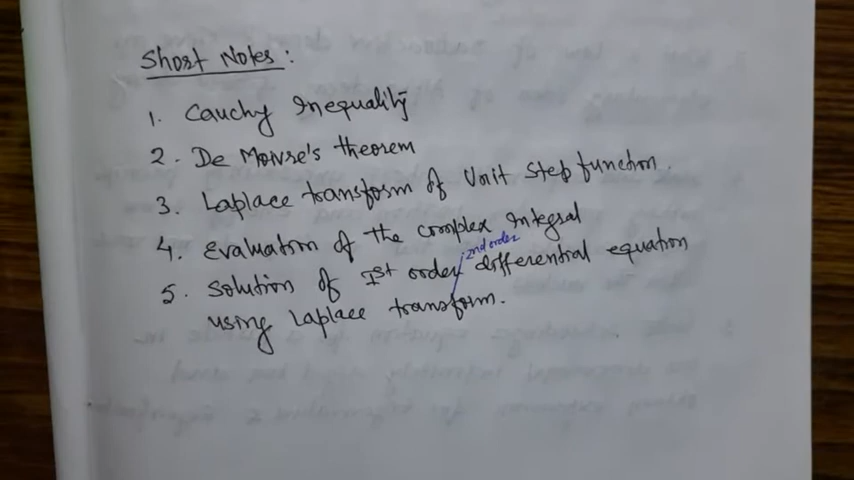 Short Notes:
1. Cauchy Inequality
2. De Moivre's theorem
3. Laplace transform of Unit Step function.
4. Evaluation of the complex Integral
5. Solution of Ist order/2nd order differential equation
using Laplace transform.